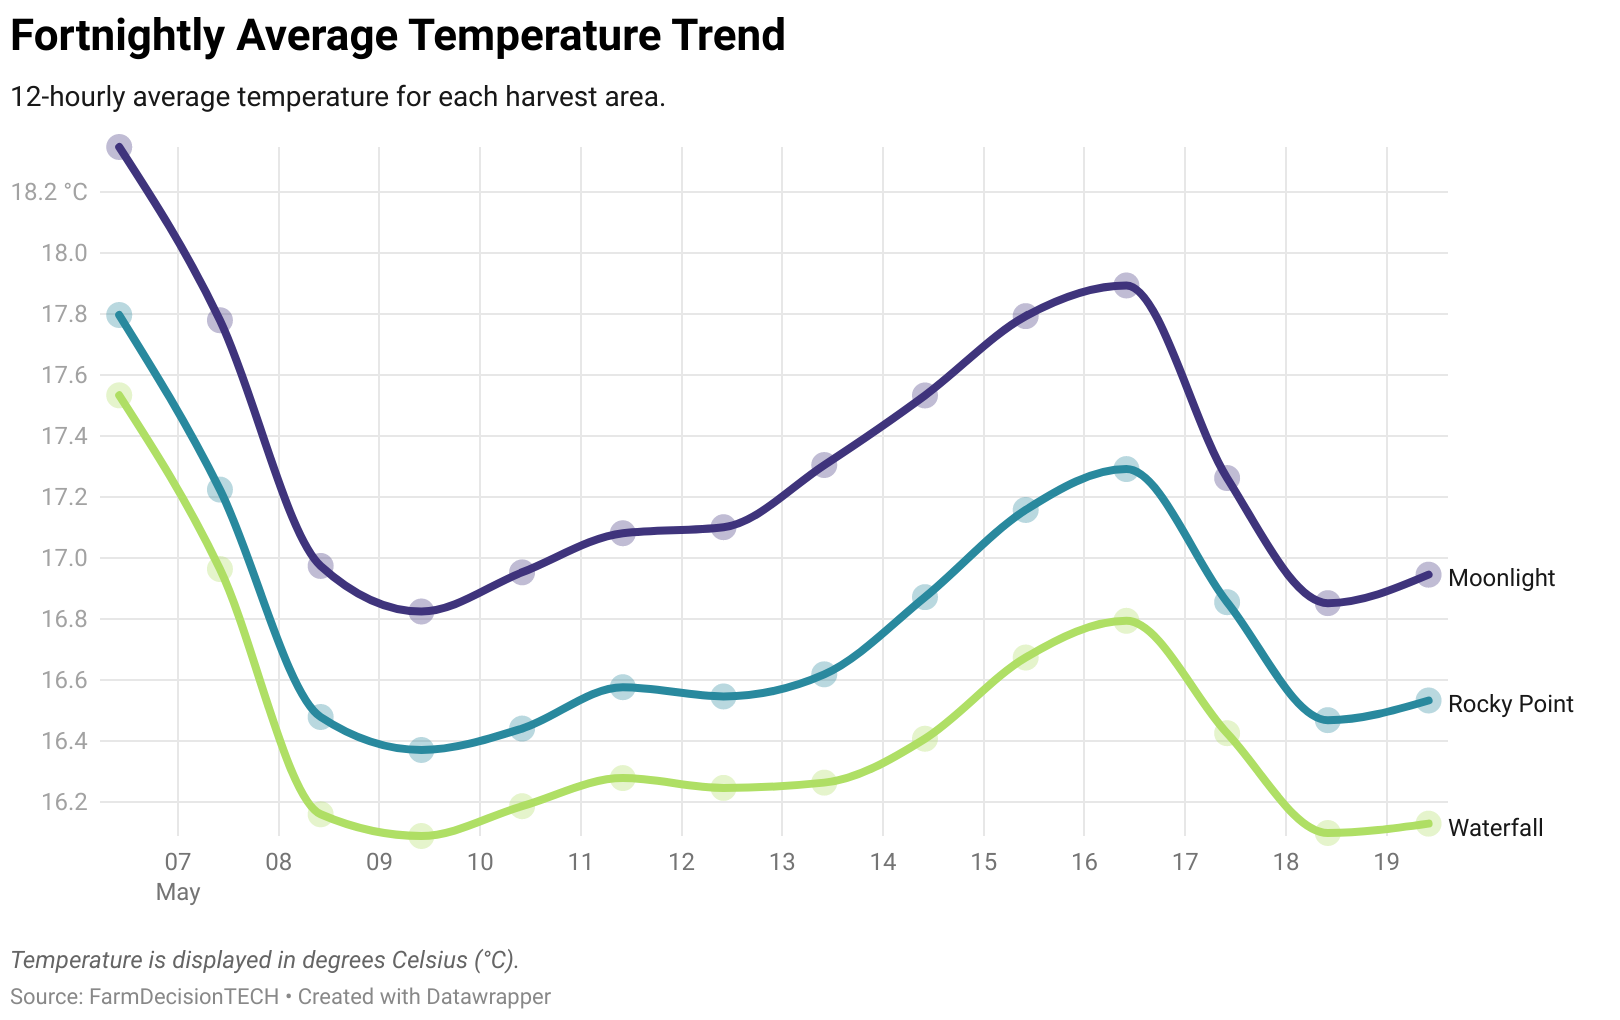 Fortnightly Average Temperature Trend
12-hourly average temperature for each harvest area.
18.2 °C
18.0
17.8
17.6
17.4
17.2
17.0
16.8
16.6
16.4
16.2
Moonlight
Rocky Point
Waterfall
07 08 09 10 11 12 13 14 15 16 17 18 19
May
Temperature is displayed in degrees Celsius (°C).
Source: FarmDecisionTECH • Created with Datawrapper